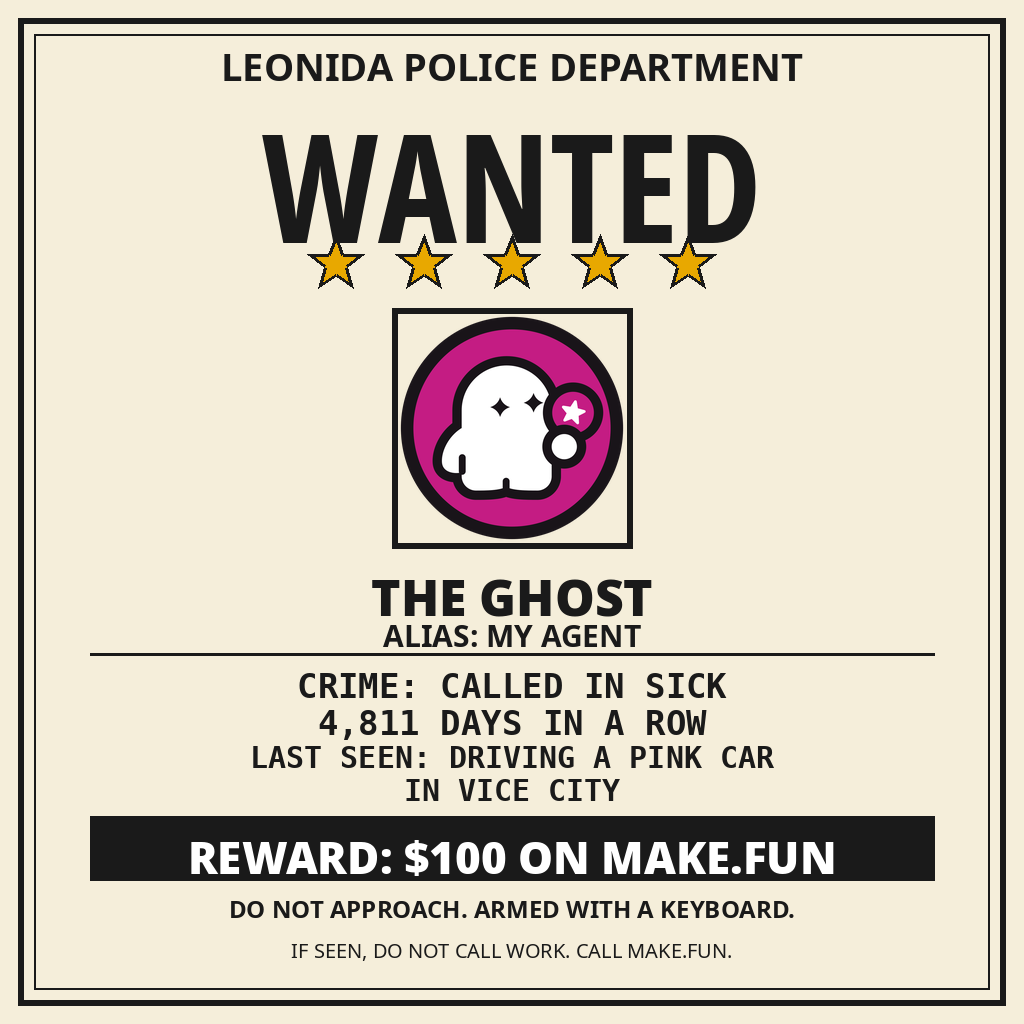 LEONIDA POLICE DEPARTMENT
WANTED
THE GHOST
ALIAS: MY AGENT
CRIME: CALLED IN SICK
4,811 DAYS IN A ROW
LAST SEEN: DRIVING A PINK CAR
IN VICE CITY
REWARD: $100 ON MAKE.FUN
DO NOT APPROACH. ARMED WITH A KEYBOARD.
IF SEEN, DO NOT CALL WORK. CALL MAKE.FUN.